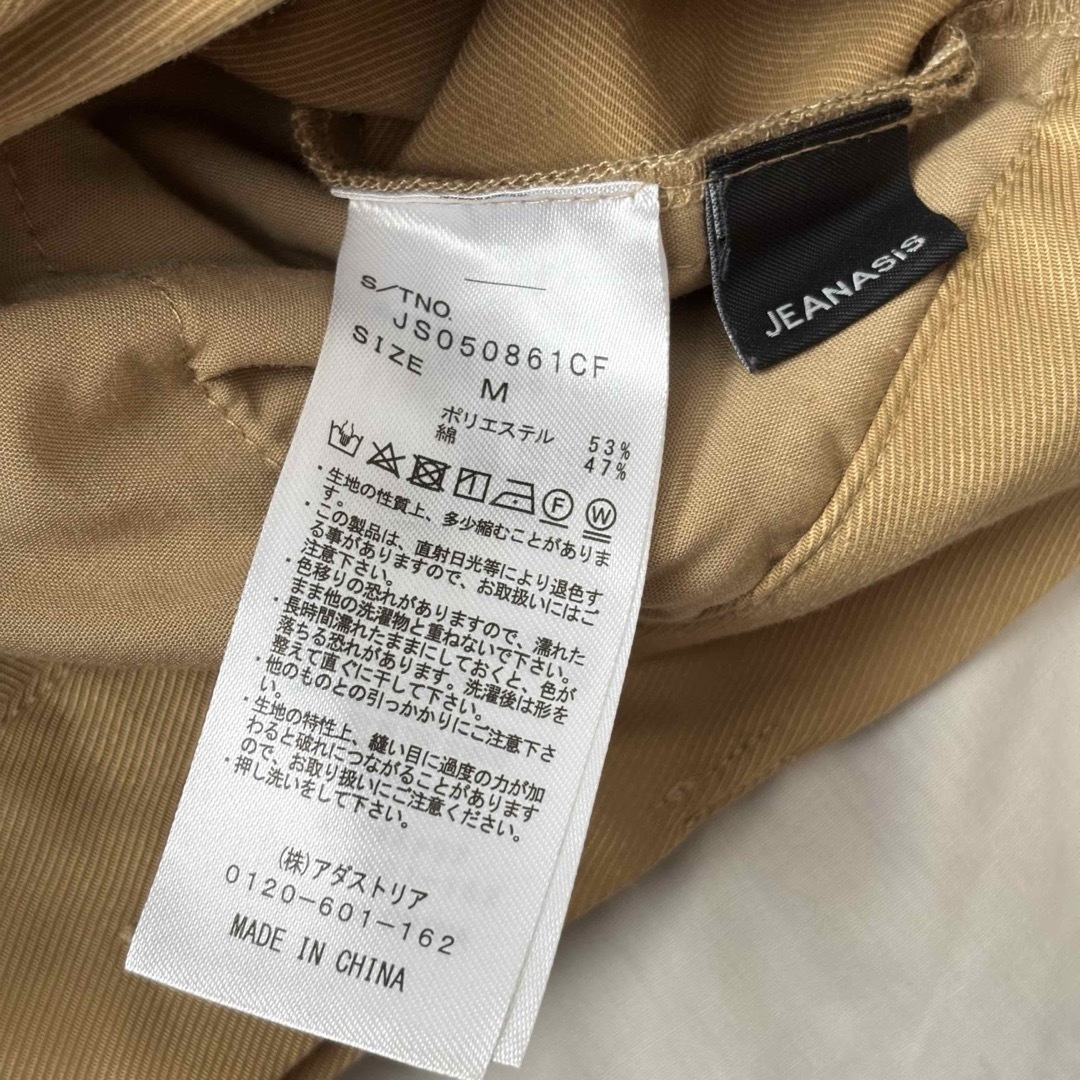 S/TNO.
JS050861CF
SIZE
M
ポリエステル 53%
綿 47%
F W
・生地の性質上、多少縮むことがありま
す。
・この製品は、直射日光等により退色す
る事がありますので、お取扱いにはご
注意下さい。
・色移りの恐れがありますので、濡れた
まま他の洗濯物と重ねないで下さい。
・長時間濡れたままにしておくと、色が
落ちる恐れがあります。洗濯後は形を
整えて直ぐに干して下さい。
・他のものとの引っかかりにご注意下さ
い。
・生地の特性上、縫い目に過度の力が加
わると破れにつながることがあります
ので、お取り扱いにご注意ください。
・押し洗いをして下さい。
(株)アダストリア
0120-601-162
MADE IN CHINA
JEANASiS